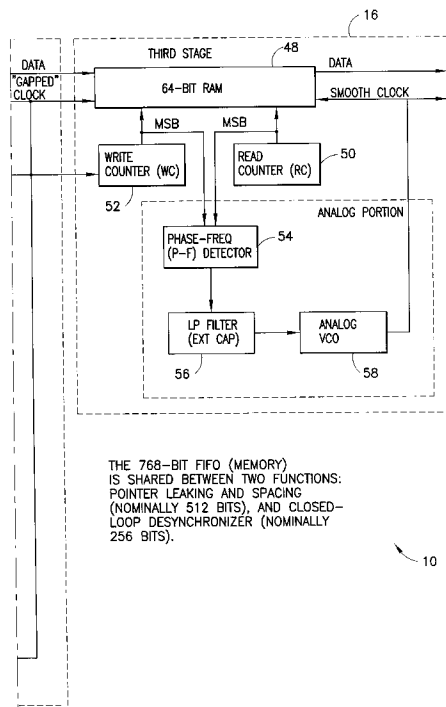 16
THIRD STAGE
48
DATA
"GAPPED"
CLOCK
64-BIT RAM
DATA
SMOOTH CLOCK
MSB
MSB
WRITE
COUNTER (WC)
52
READ
COUNTER (RC)
50
ANALOG PORTION
PHASE-FREQ
(P-F) DETECTOR
54
LP FILTER
(EXT CAP)
56
ANALOG
VCO
58
THE 768-BIT FIFO (MEMORY)
IS SHARED BETWEEN TWO FUNCTIONS:
POINTER LEAKING AND SPACING
(NOMINALLY 512 BITS), AND CLOSED-
LOOP DESYNCHRONIZER (NOMINALLY
256 BITS).
10